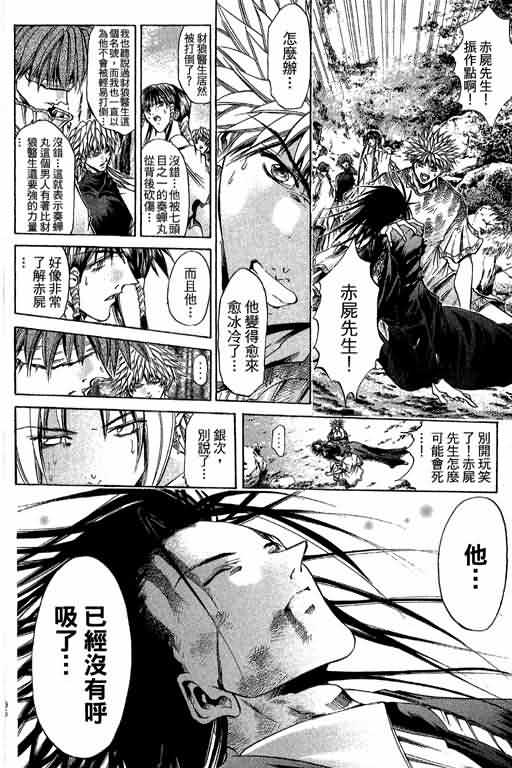 赤屍先生！
振作點啊！
赤屍先生！
怎麼辦…
他
變得愈來
愈冰冷了…
豺狼醫生居然
被打倒了？
我也聽說過豺狼醫生這
個名號，而我也一直以
為他不會被輕易打倒…
沒錯…他被七頭
目之一的奏蟬丸
從背後砍傷…
沒錯…這就表示奏蟬
丸這個男人有著比豺
狼醫生還要強的力量
…
而且他…
好像非常
了解赤屍
…
…
…
別開玩笑
了！赤屍
先生怎麼
可能會死
…！
銀次，
別說了…
他…
已經沒有呼
吸了…